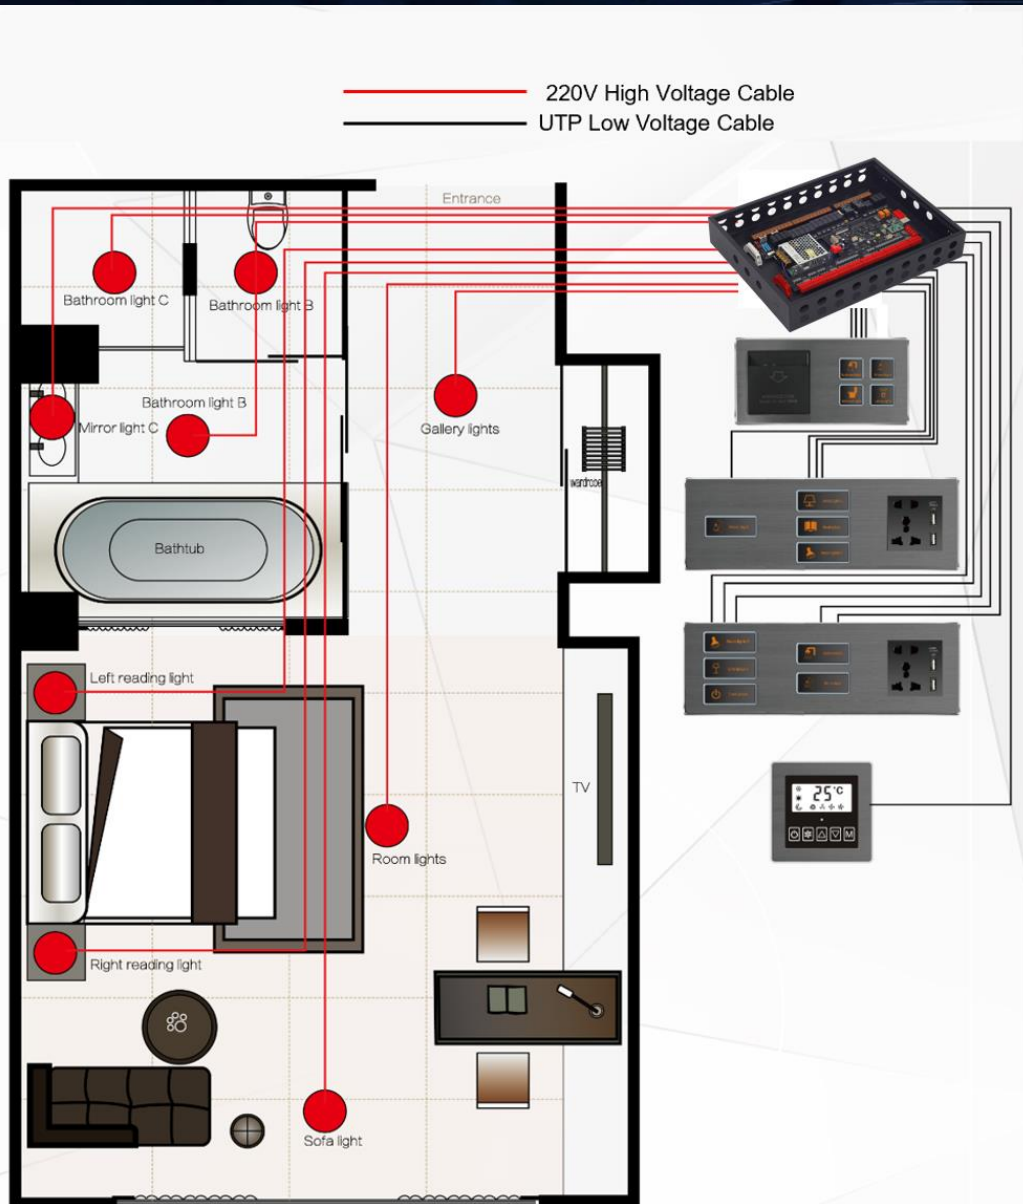 220V High Voltage Cable
UTP Low Voltage Cable
Entrance
Bathroom light C
Bathroom light B
Bathroom light B
Mirror light C
Gallery lights
wardrobe
Bathtub
Left reading light
TV
Room lights
25°C
M
Right reading light
Sofa light